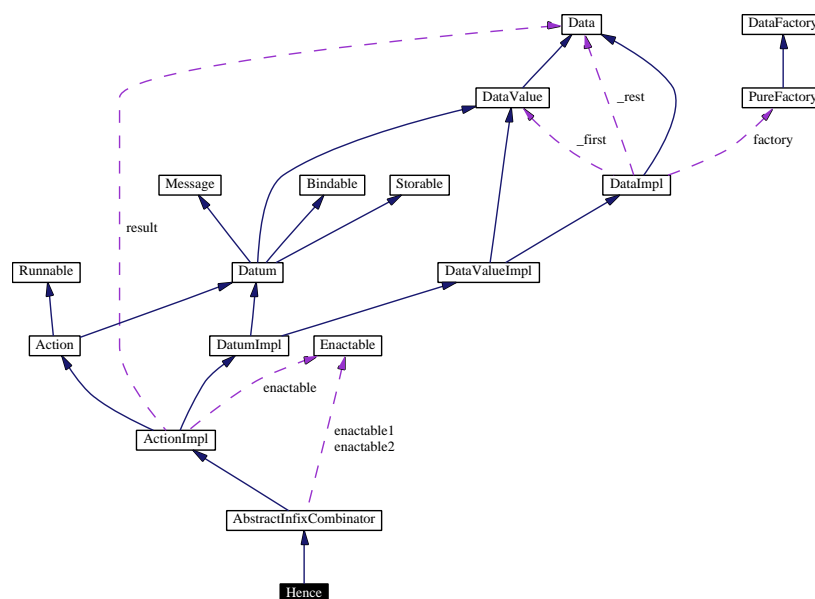 Data
DataFactory
DataValue
PureFactory
_rest
_first
factory
Message
Bindable
Storable
DataImpl
result
Runnable
Datum
DataValueImpl
Action
DatumImpl
Enactable
enactable
ActionImpl
enactable1
enactable2
AbstractInfixCombinator
Hence